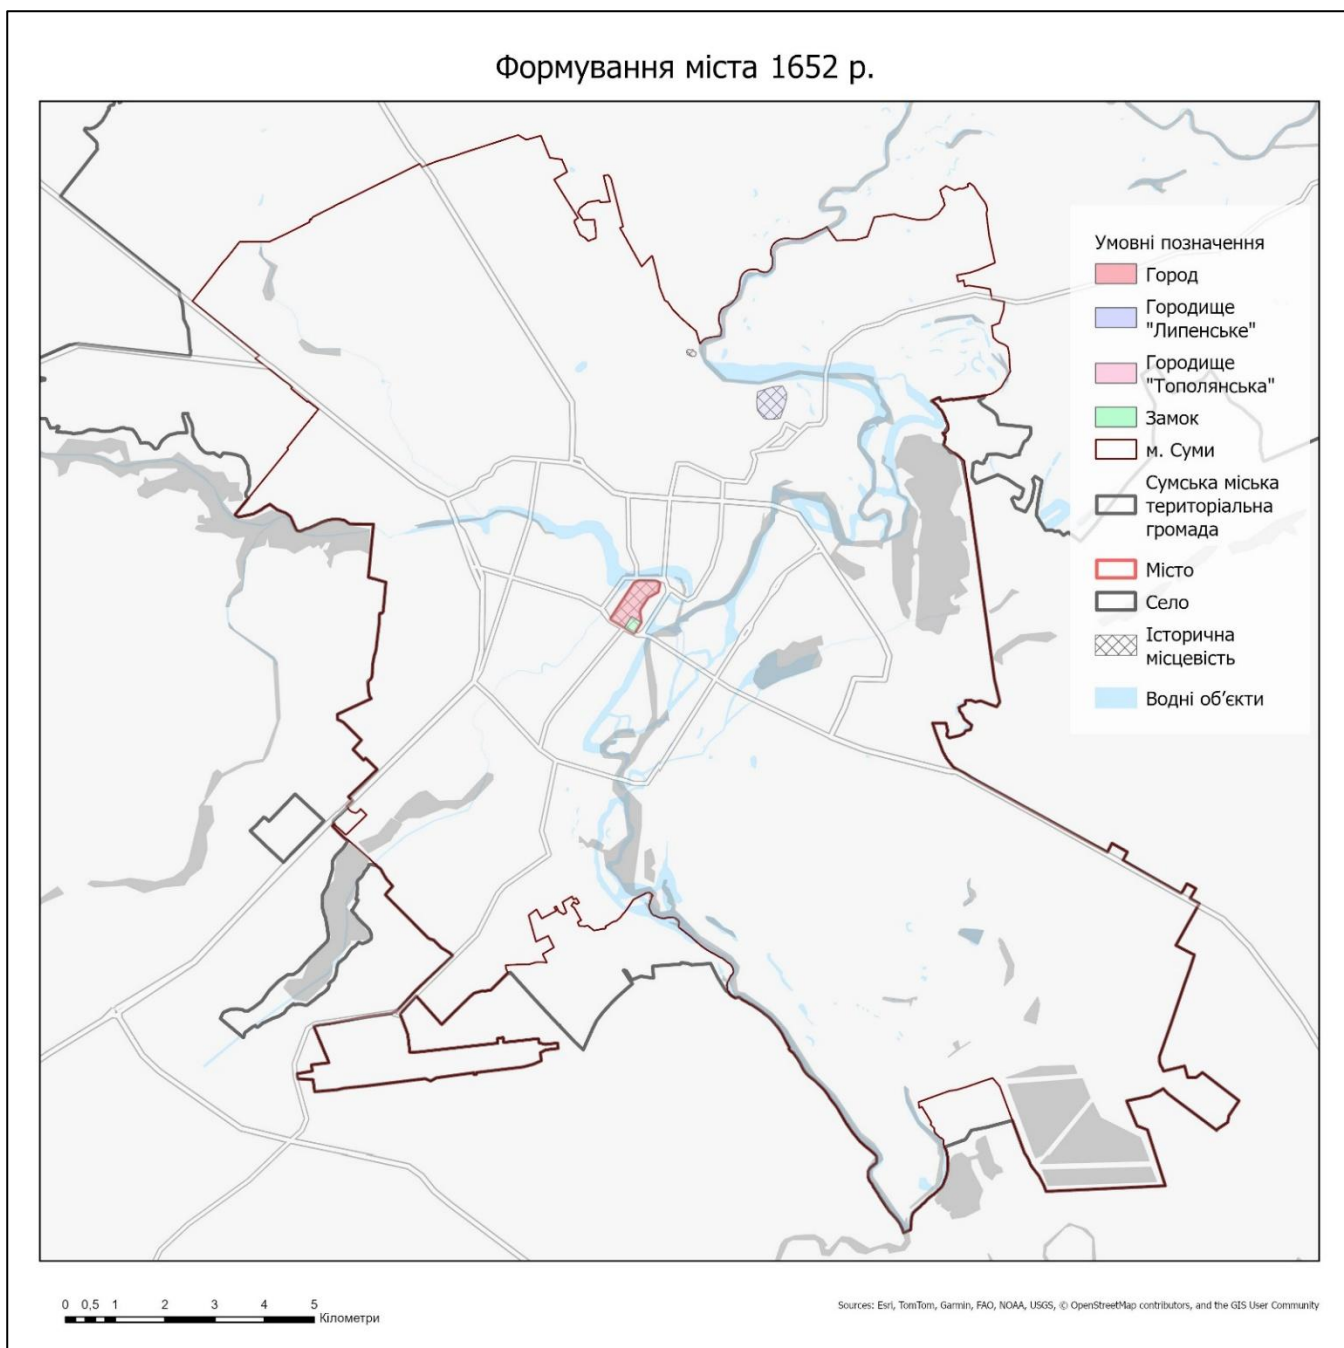 Формування міста 1652 р.
Умовні позначення
Город
Городище
"Липенське"
Городище
"Тополянська"
Замок
м. Суми
Сумська міська
територіальна
громада
Місто
Село
Історична
місцевість
Водні об’єкти
0 0,5 1 2 3 4 5
Кілометри
Sources: Esri, TomTom, Garmin, FAO, NOAA, USGS, © OpenStreetMap contributors, and the GIS User Community